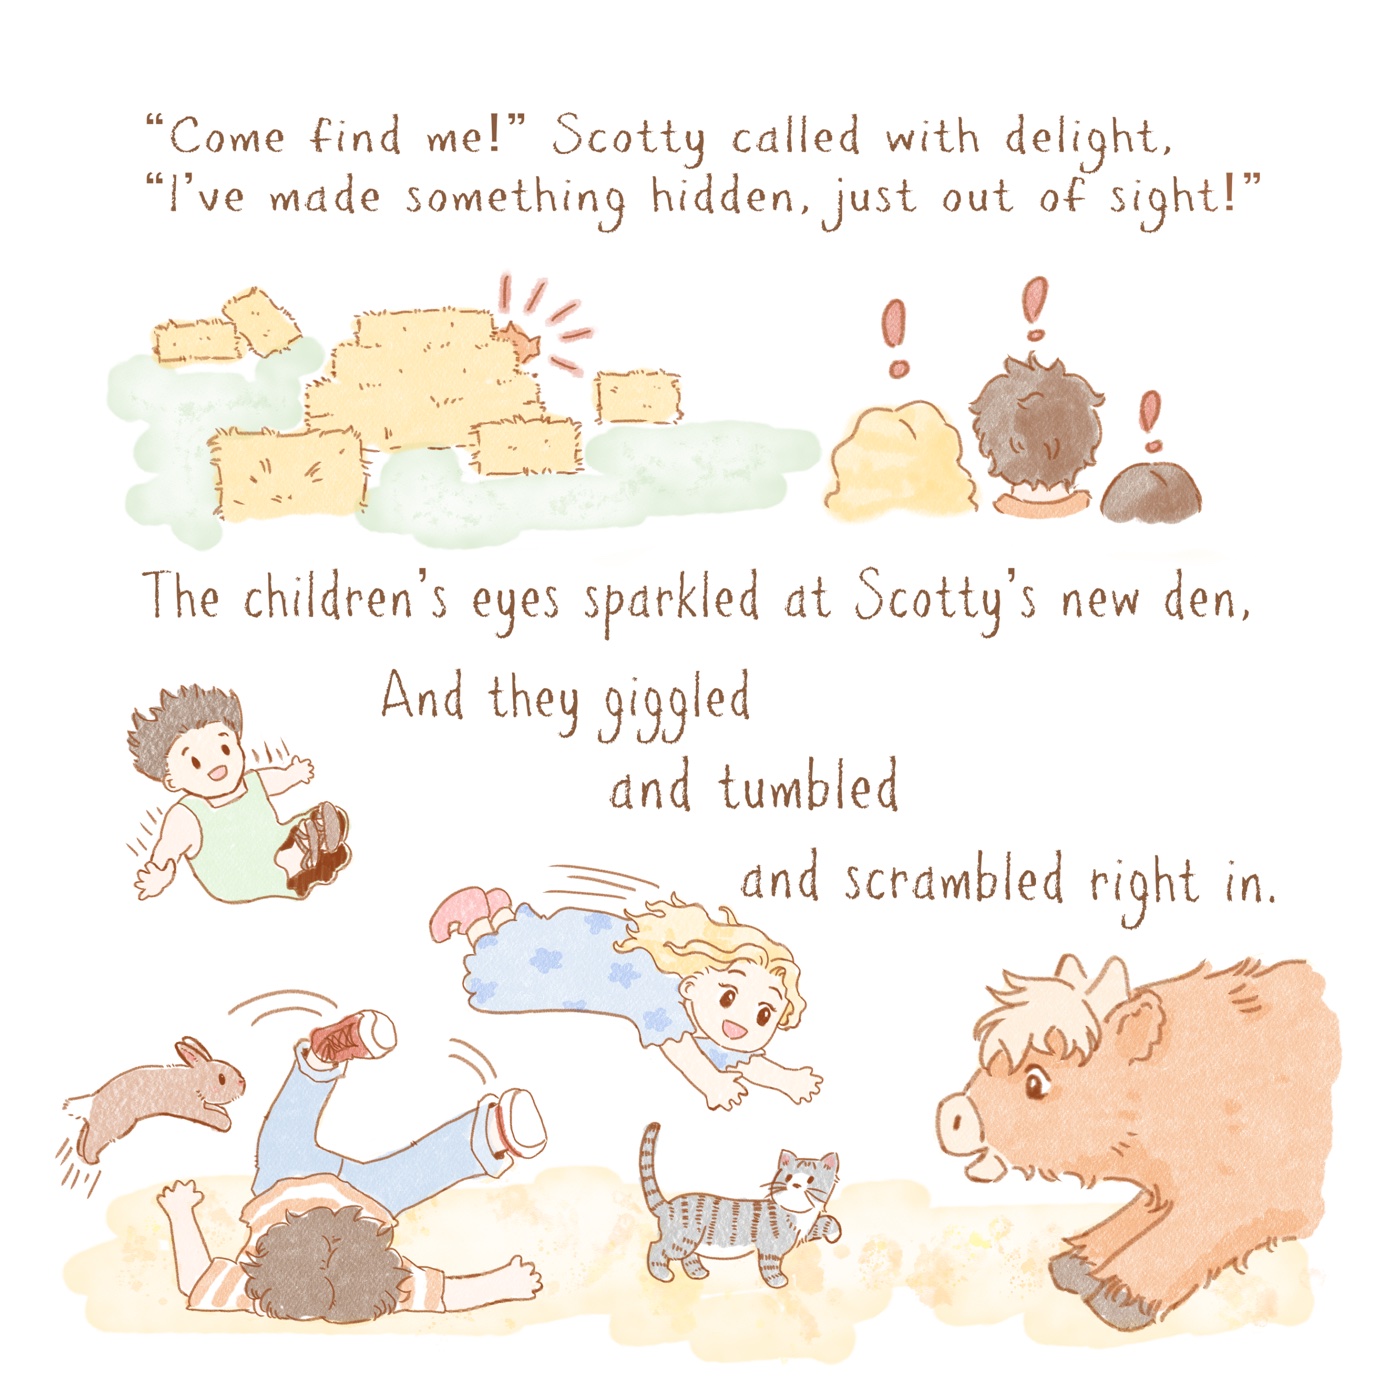 “Come find me!” Scotty called with delight,
“I’ve made something hidden, just out of sight!”
The children’s eyes sparkled at Scotty’s new den,
And they giggled
and tumbled
and scrambled right in.